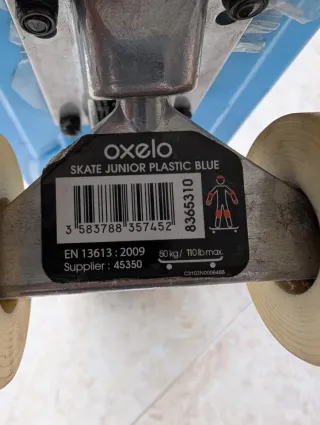 oxelo
SKATE JUNIOR PLASTIC BLUE
3 583788 357452
8365310
EN 13613 : 2009
Supplier : 45350
50 kg / 110 lb max.